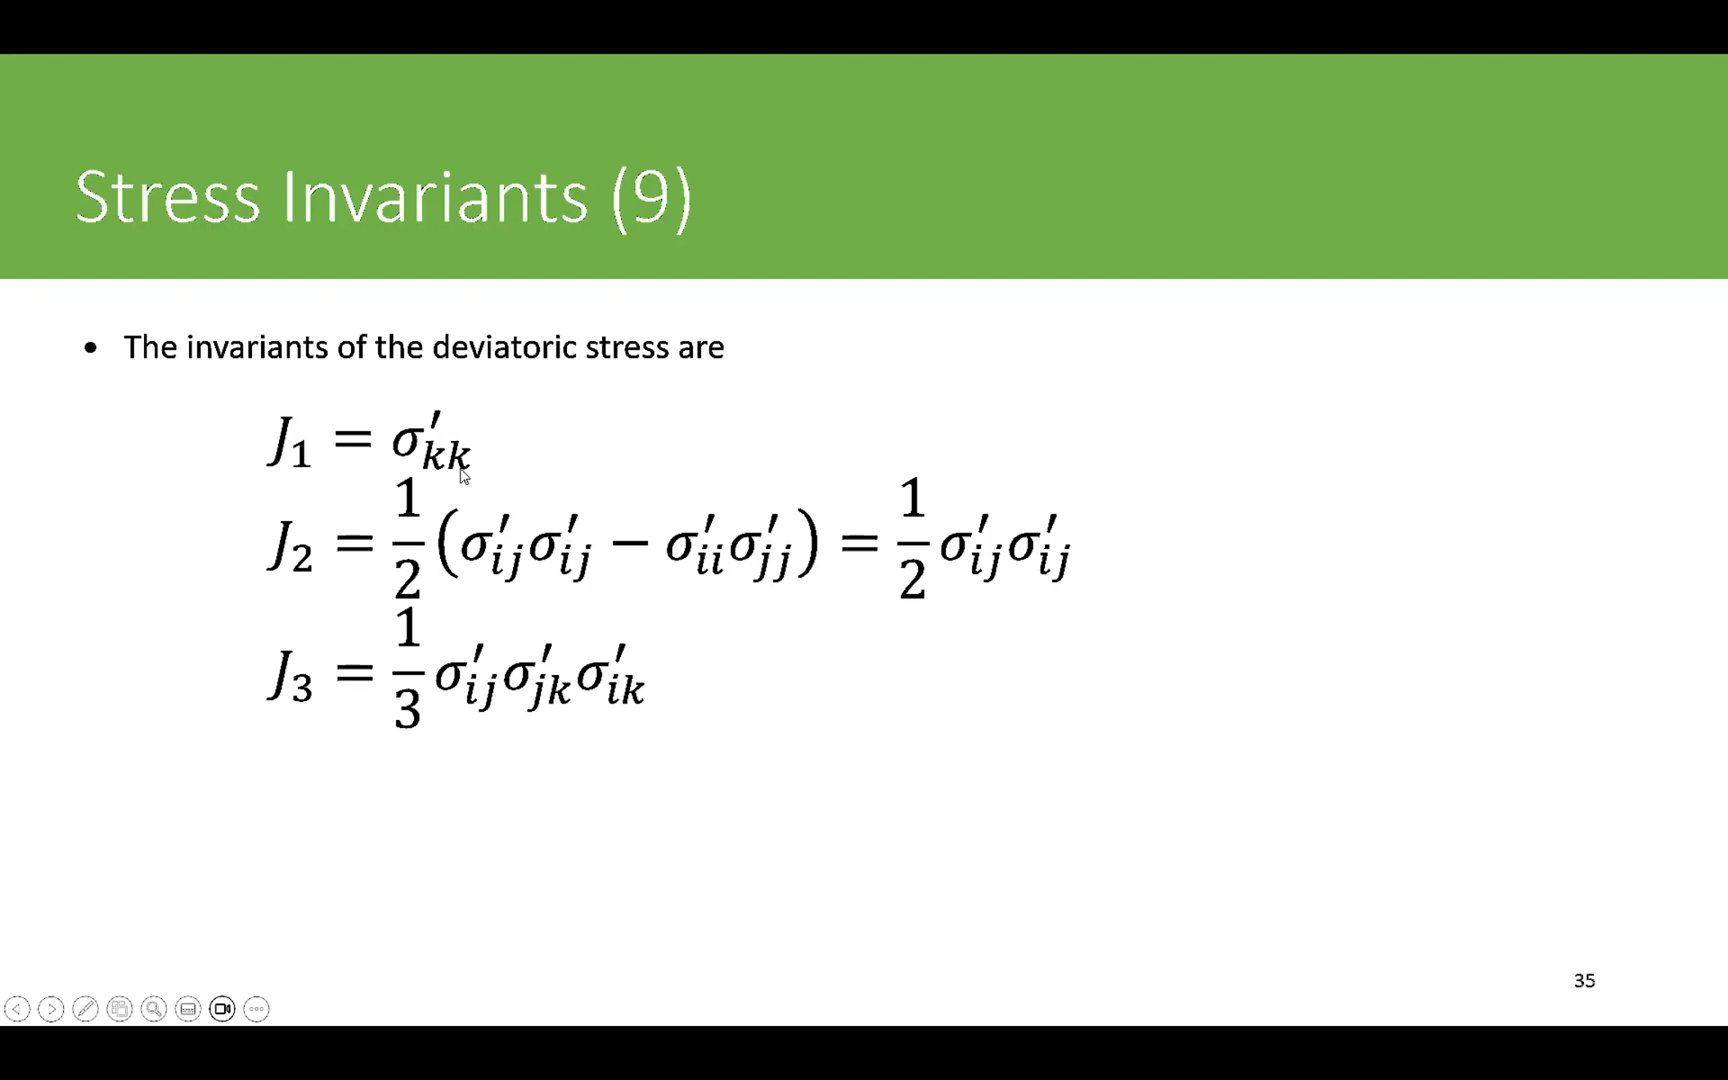 Stress Invariants (9)
• The invariants of the deviatoric stress are
J₁ = σ′ₖₖ
J₂ = 1/2 (σ′ᵢⱼσ′ᵢⱼ − σ′ᵢᵢσ′ⱼⱼ) = 1/2 σ′ᵢⱼσ′ᵢⱼ
J₃ = 1/3 σ′ᵢⱼσ′ⱼₖσ′ᵢₖ
35